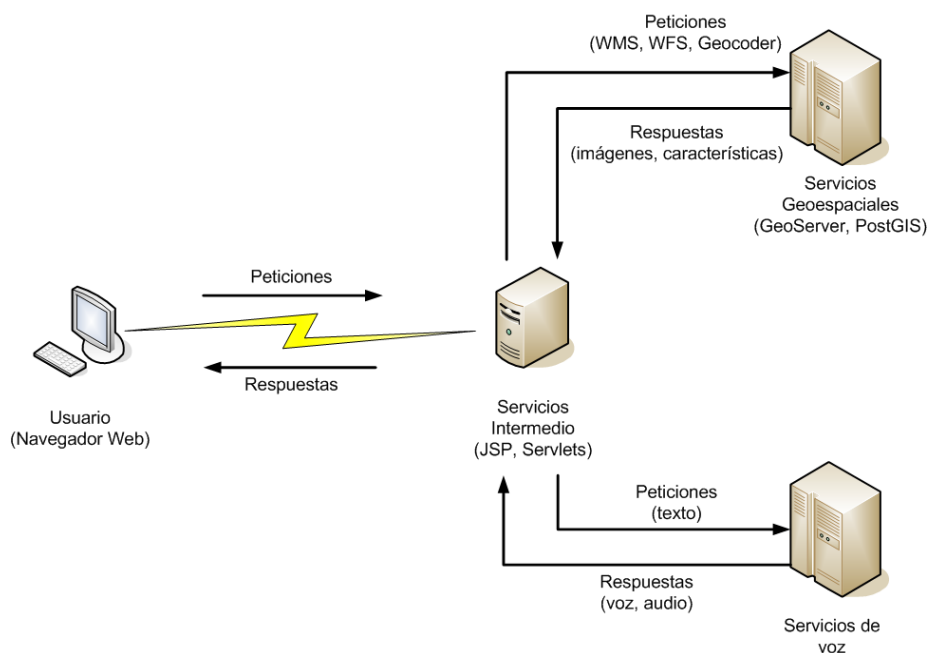 Peticiones
(WMS, WFS, Geocoder)
Respuestas
(imágenes, características)
Servicios
Geoespaciales
(GeoServer, PostGIS)
Peticiones
Respuestas
Usuario
(Navegador Web)
Servicios
Intermedio
(JSP, Servlets)
Peticiones
(texto)
Respuestas
(voz, audio)
Servicios de
voz